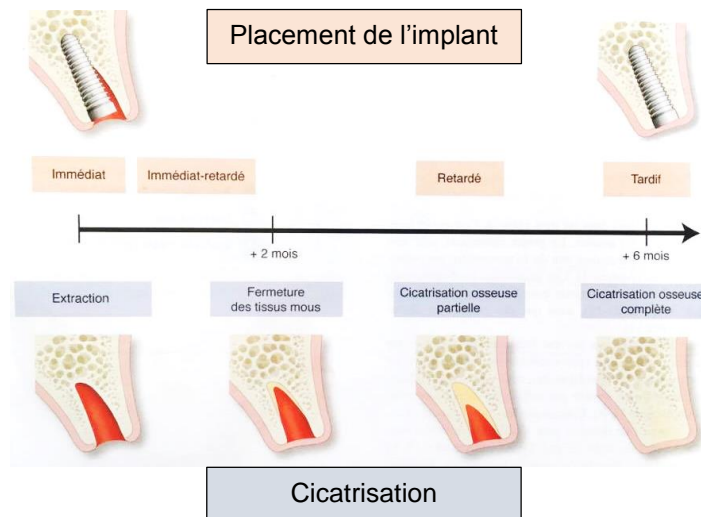 Placement de l’implant
Immédiat
Immédiat-retardé
Retardé
Tardif
+ 2 mois
+ 6 mois
Extraction
Fermeture
des tissus mous
Cicatrisation osseuse
partielle
Cicatrisation osseuse
complète
Cicatrisation